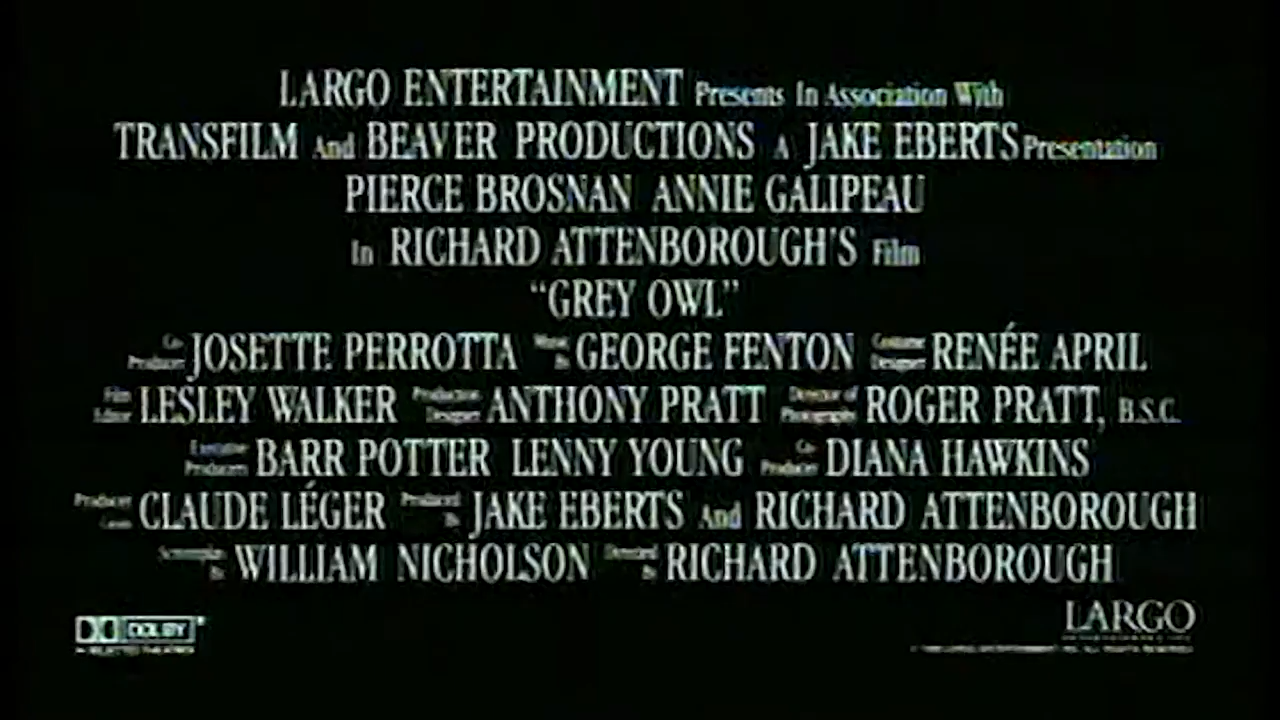 LARGO ENTERTAINMENT Presents In Association With
TRANSFILM And BEAVER PRODUCTIONS A JAKE EBERTS Presentation
PIERCE BROSNAN ANNIE GALIPEAU
In RICHARD ATTENBOROUGH'S Film
“GREY OWL”
Co-Producer JOSETTE PERROTTA Music By GEORGE FENTON Costume Designer RENÉE APRIL
Film Editor LESLEY WALKER Production Designer ANTHONY PRATT Director of Photography ROGER PRATT, B.S.C.
Executive Producers BARR POTTER LENNY YOUNG Co-Producer DIANA HAWKINS
Producer CLAUDE LÉGER Produced By JAKE EBERTS And RICHARD ATTENBOROUGH
Screenplay By WILLIAM NICHOLSON Directed By RICHARD ATTENBOROUGH
DOLBY
LARGO